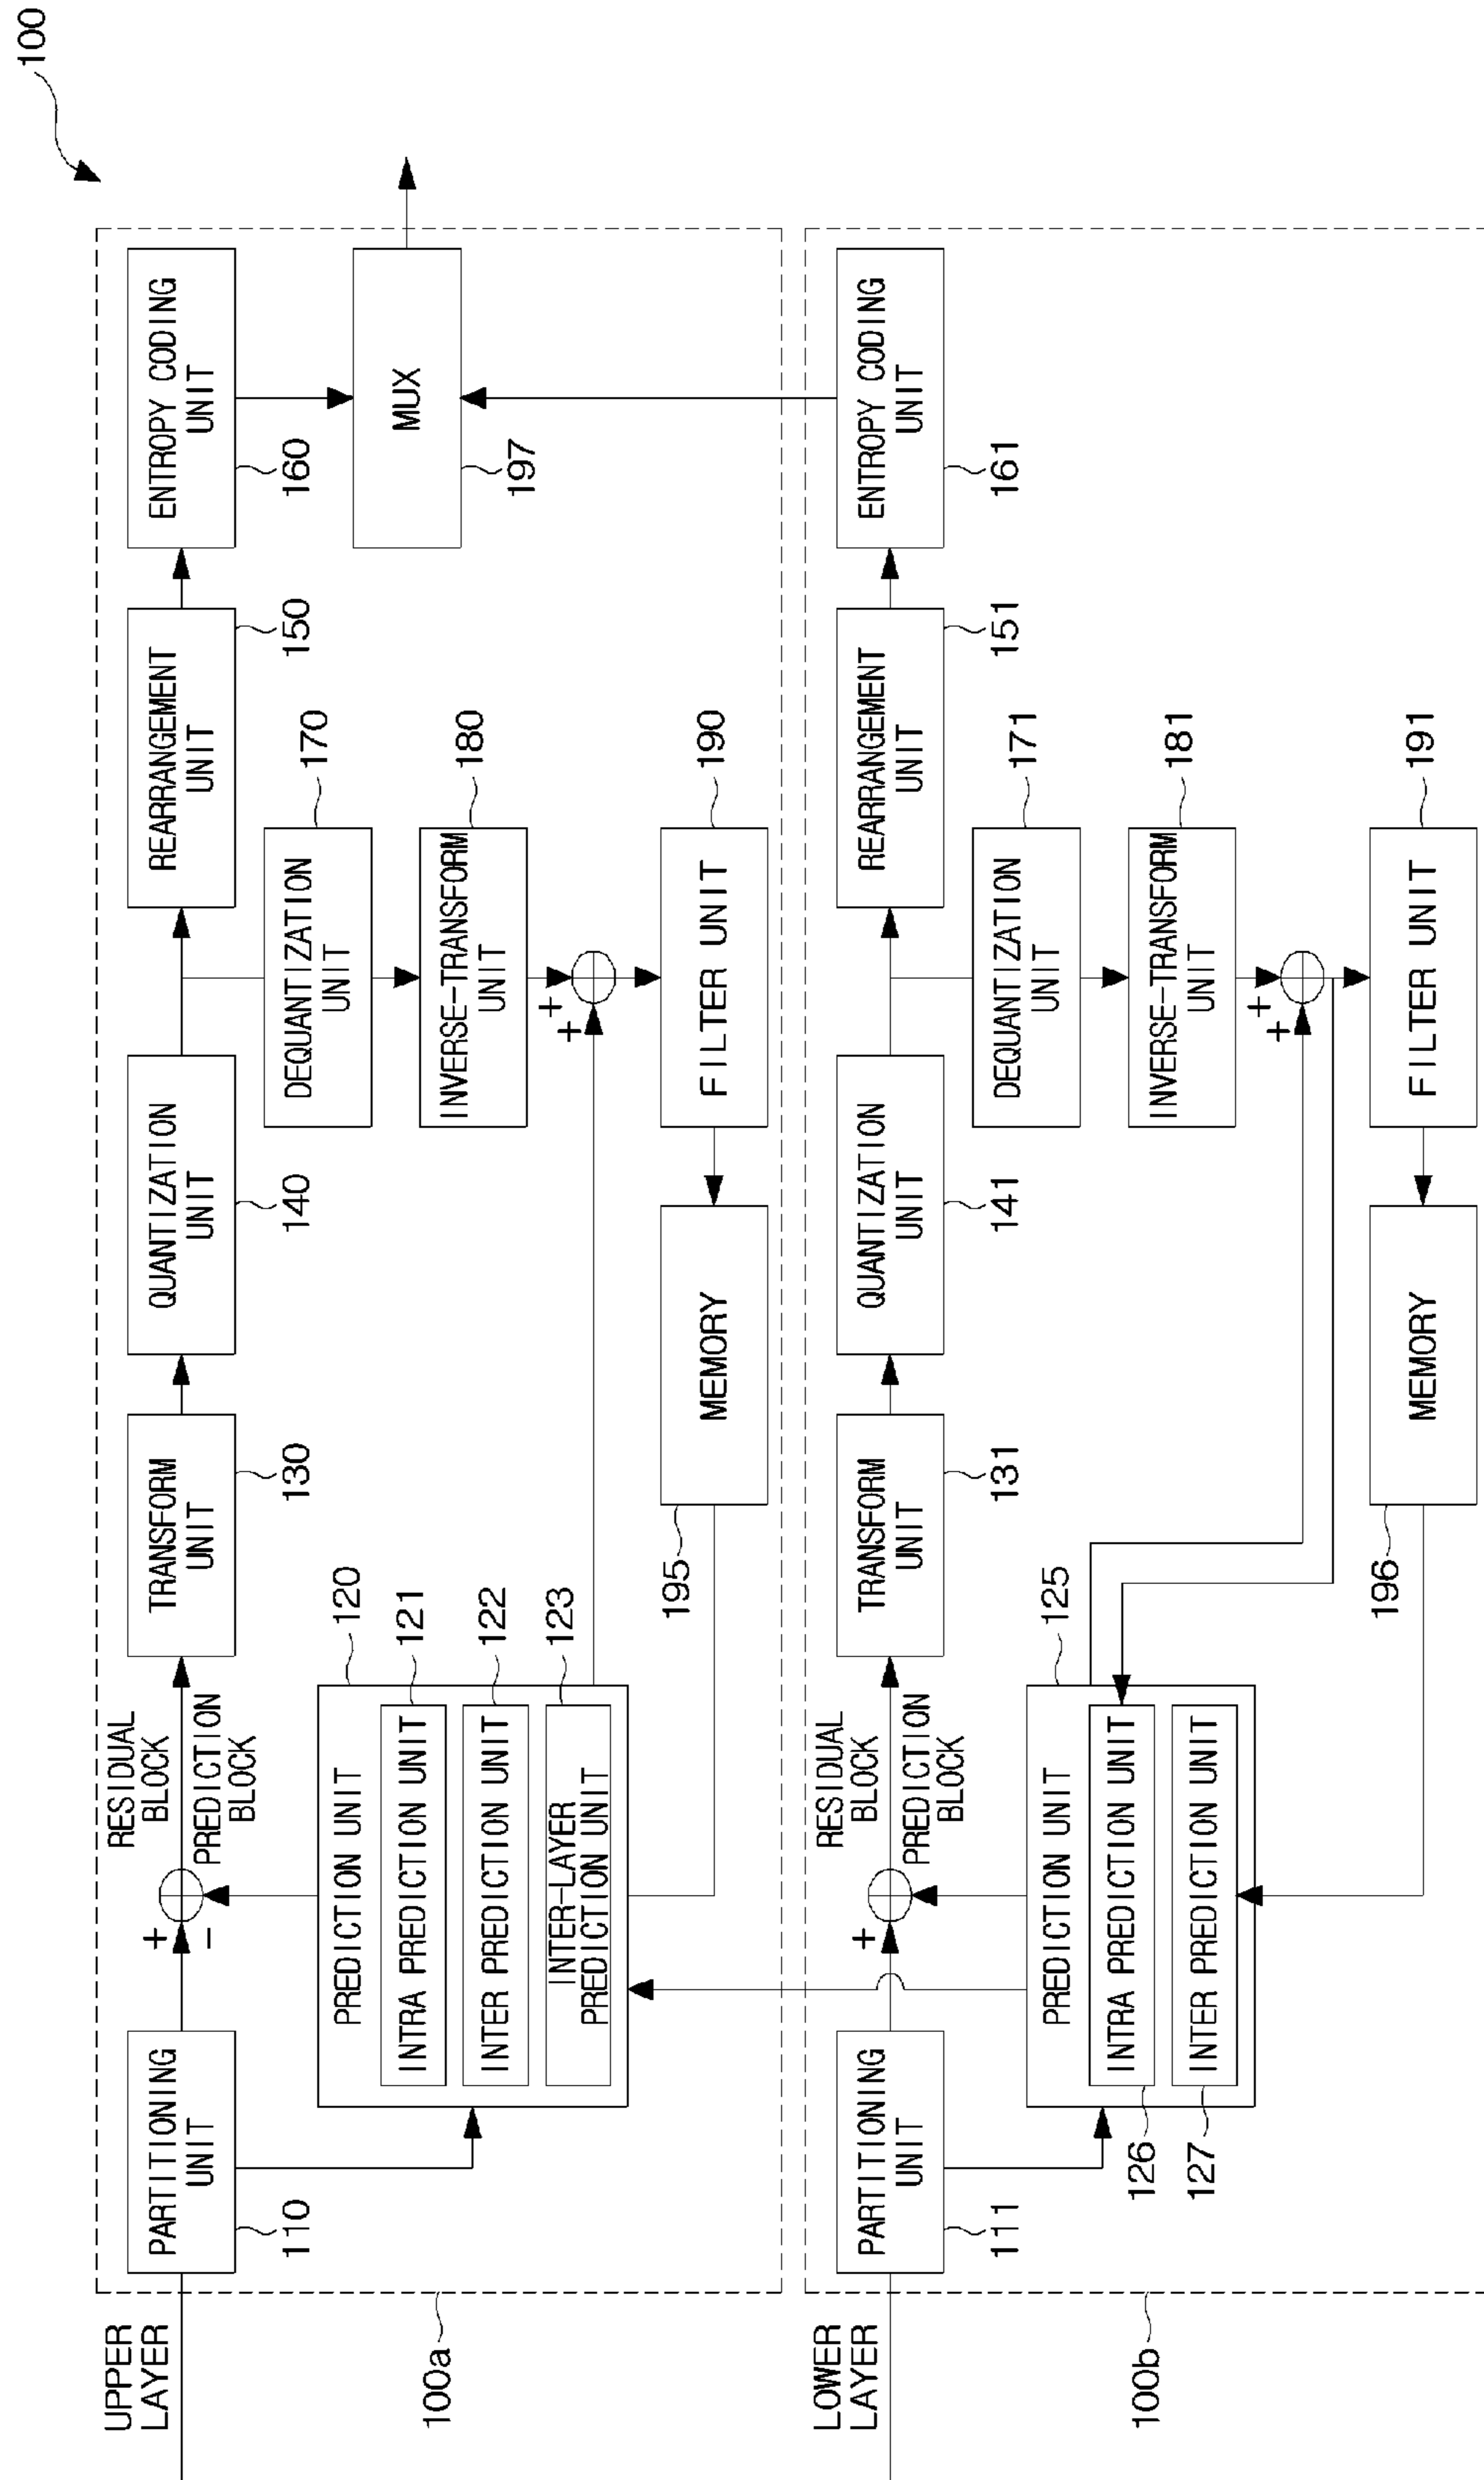 100
UPPER
LAYER
100a
PARTITIONING
UNIT
110
+
-
RESIDUAL
BLOCK
PREDICTION
BLOCK
TRANSFORM
UNIT
130
QUANTIZATION
UNIT
140
REARRANGEMENT
UNIT
150
ENTROPY CODING
UNIT
160
PREDICTION UNIT
120
INTRA PREDICTION UNIT
121
INTER PREDICTION UNIT
122
INTER-LAYER
PREDICTION UNIT
123
DEQUANTIZATION
UNIT
170
INVERSE-TRANSFORM
UNIT
180
+
+
FILTER UNIT
190
MEMORY
195
MUX
197
LOWER
LAYER
100b
PARTITIONING
UNIT
111
+
RESIDUAL
BLOCK
PREDICTION
BLOCK
TRANSFORM
UNIT
131
QUANTIZATION
UNIT
141
REARRANGEMENT
UNIT
151
ENTROPY CODING
UNIT
161
PREDICTION UNIT
125
INTRA PREDICTION UNIT
126
INTER PREDICTION UNIT
127
DEQUANTIZATION
UNIT
171
INVERSE-TRANSFORM
UNIT
181
+
+
FILTER UNIT
191
MEMORY
196